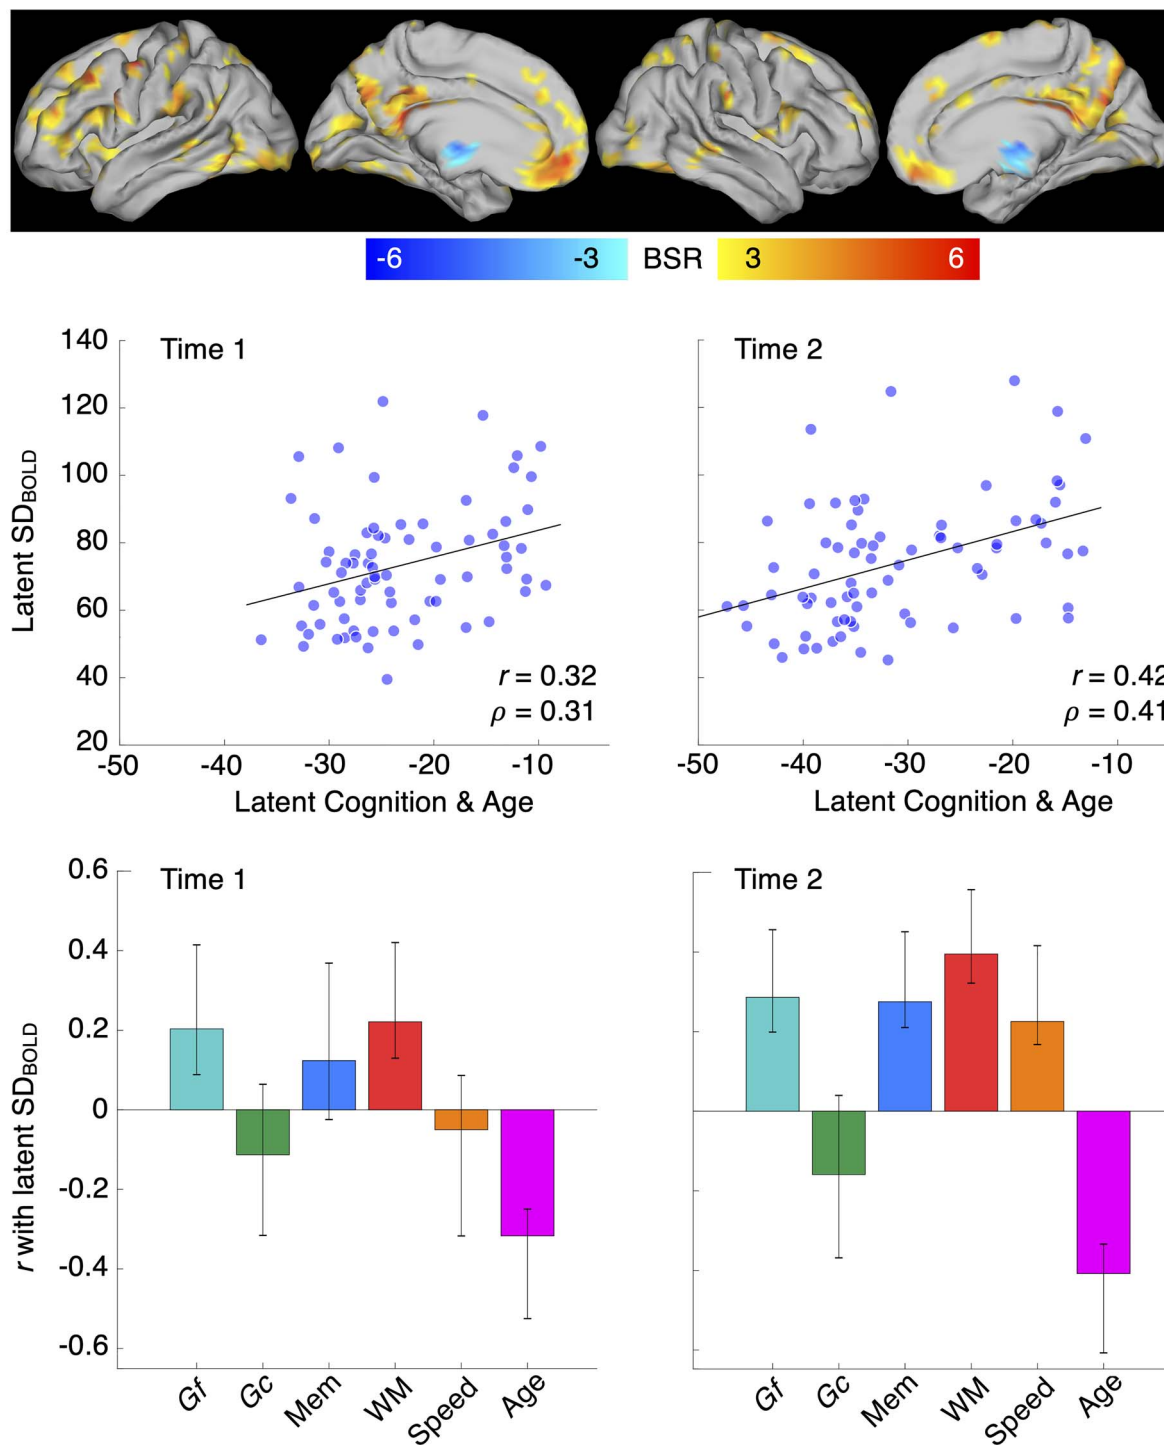 -6 -3 BSR 3 6
Time 1
Time 2
140
120
100
80
60
40
20
Latent SDBOLD
r = 0.32
ρ = 0.31
r = 0.42
ρ = 0.41
-50 -40 -30 -20 -10
-50 -40 -30 -20 -10
Latent Cognition & Age
Latent Cognition & Age
Time 1
Time 2
0.6
0.4
0.2
0
-0.2
-0.4
-0.6
r with latent SDBOLD
Gf Gc Mem WM Speed Age
Gf Gc Mem WM Speed Age